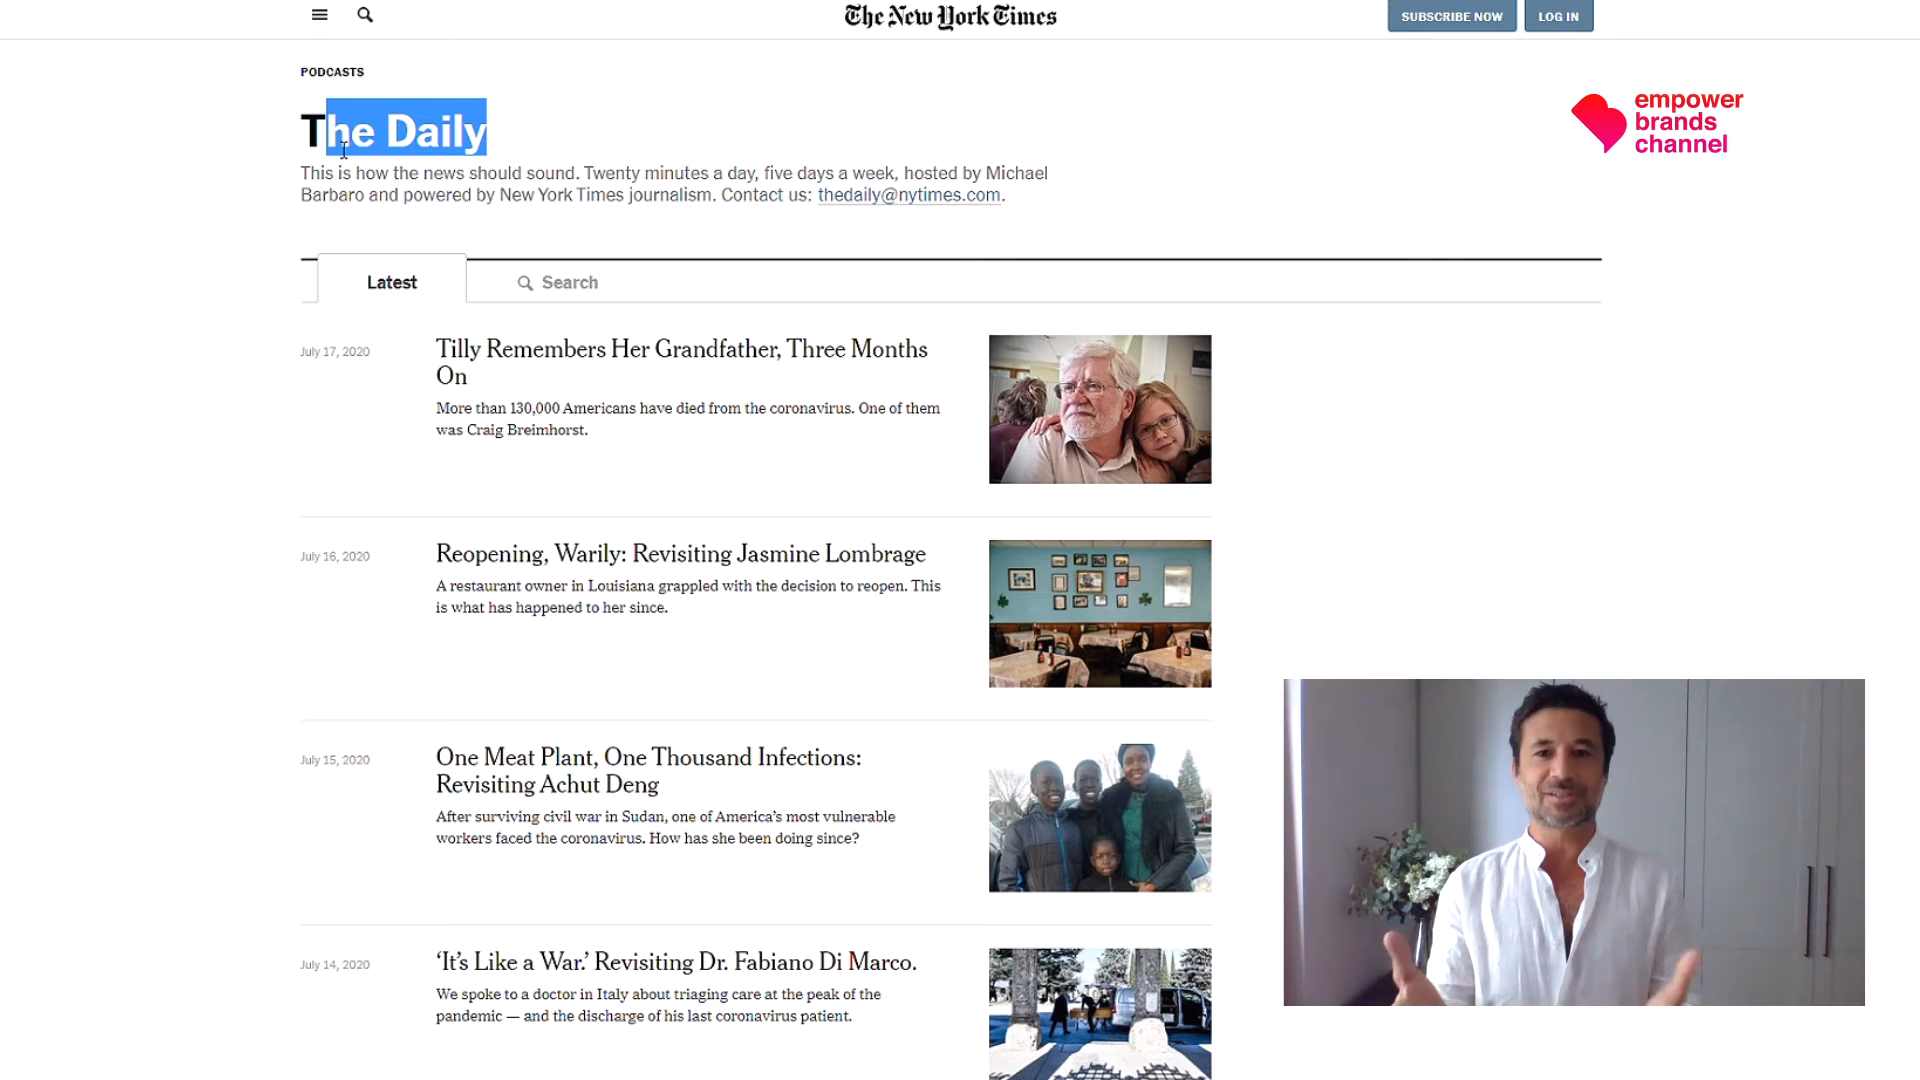 The New York Times
SUBSCRIBE NOW
LOG IN
PODCASTS
The Daily
This is how the news should sound. Twenty minutes a day, five days a week, hosted by Michael
Barbaro and powered by New York Times journalism. Contact us: thedaily@nytimes.com.
empower
brands
channel
Latest
Search
July 17, 2020
Tilly Remembers Her Grandfather, Three Months
On
More than 130,000 Americans have died from the coronavirus. One of them
was Craig Breimhorst.
July 16, 2020
Reopening, Warily: Revisiting Jasmine Lombrage
A restaurant owner in Louisiana grappled with the decision to reopen. This
is what has happened to her since.
July 15, 2020
One Meat Plant, One Thousand Infections:
Revisiting Achut Deng
After surviving civil war in Sudan, one of America’s most vulnerable
workers faced the coronavirus. How has she been doing since?
July 14, 2020
‘It’s Like a War.’ Revisiting Dr. Fabiano Di Marco.
We spoke to a doctor in Italy about triaging care at the peak of the
pandemic — and the discharge of his last coronavirus patient.